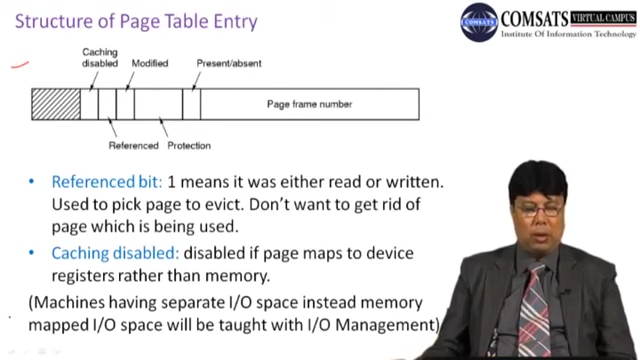 Structure of Page Table Entry
COMSATS VIRTUAL CAMPUS
COMSATS
Institute Of Information Technology
Caching
disabled
Modified
Present/absent
Page frame number
Referenced
Protection
• Referenced bit: 1 means it was either read or written.
Used to pick page to evict. Don't want to get rid of
page which is being used.
• Caching disabled: disabled if page maps to device
registers rather than memory.
(Machines having separate I/O space instead memory
mapped I/O space will be taught with I/O Management)